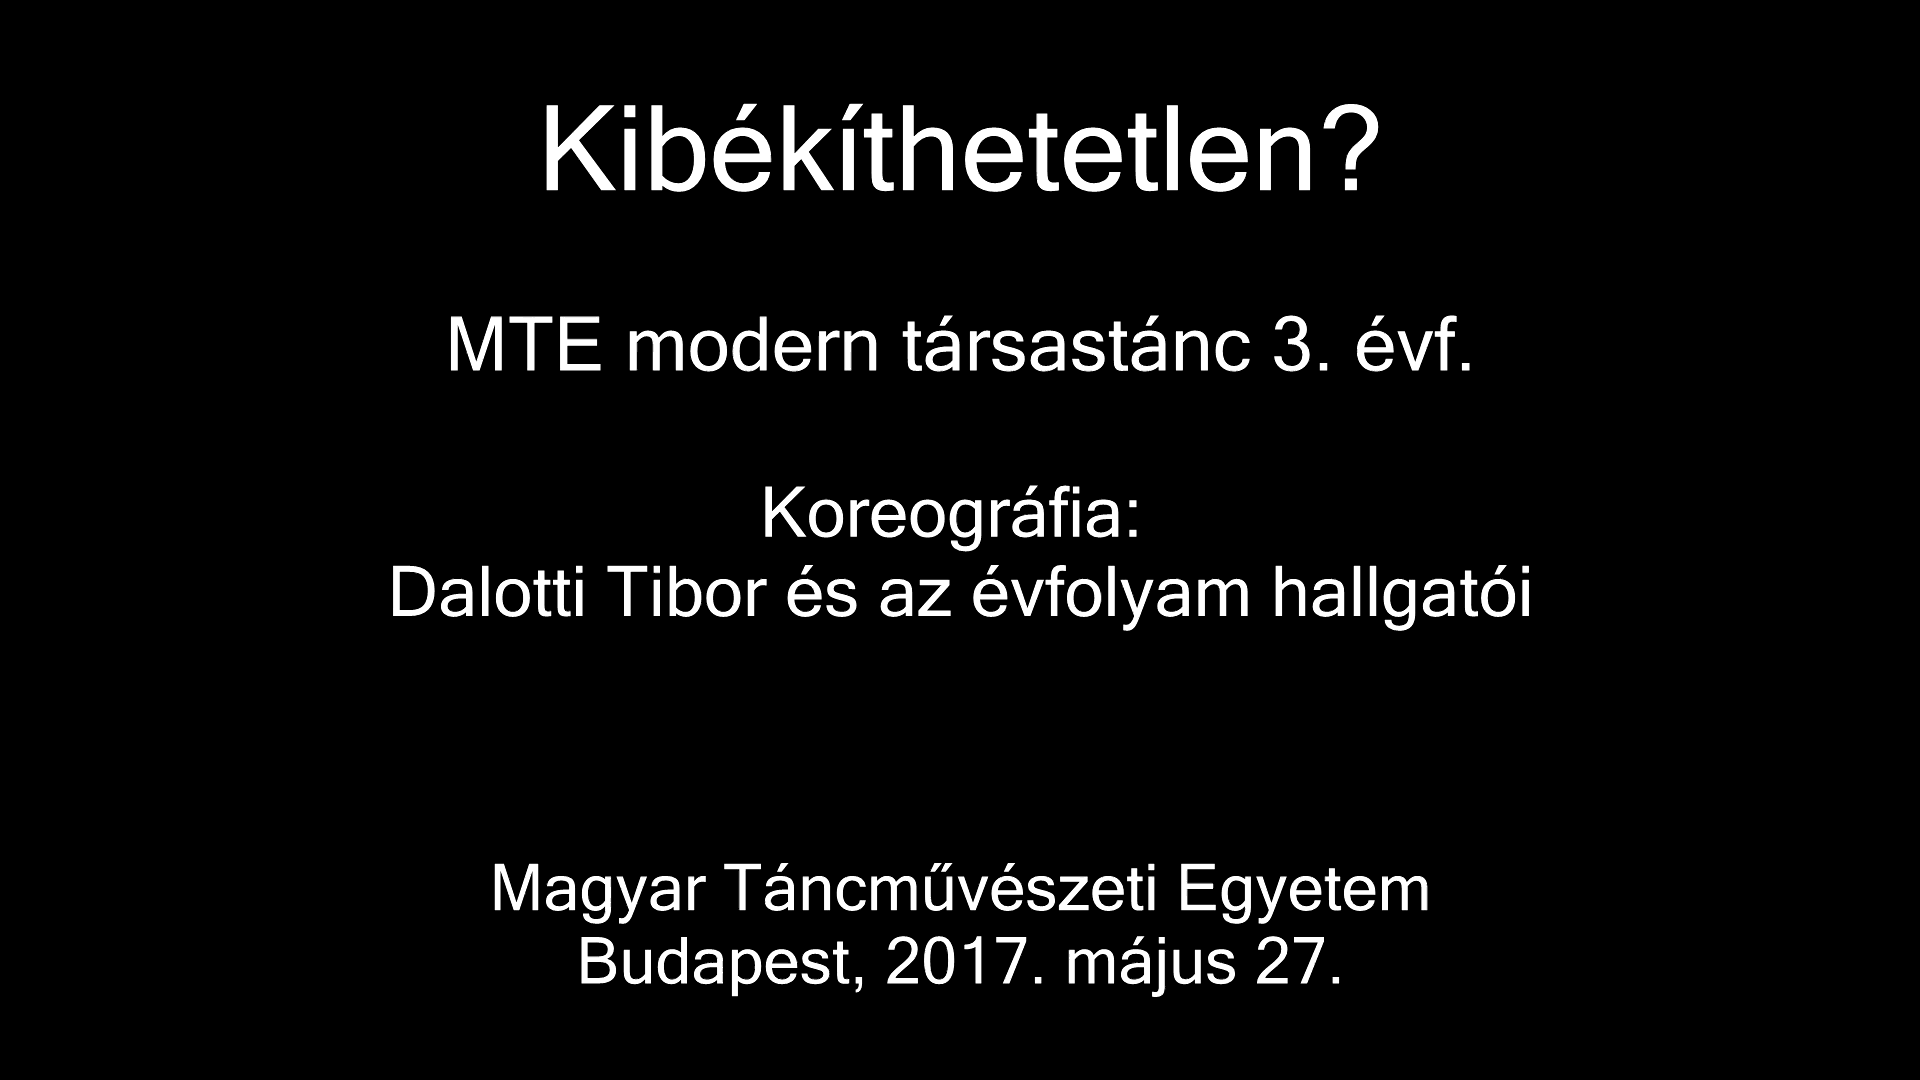 Kibékíthetetlen?
MTE modern társastánc 3. évf.
Koreográfia:
Dalotti Tibor és az évfolyam hallgatói
Magyar Táncművészeti Egyetem
Budapest, 2017. május 27.